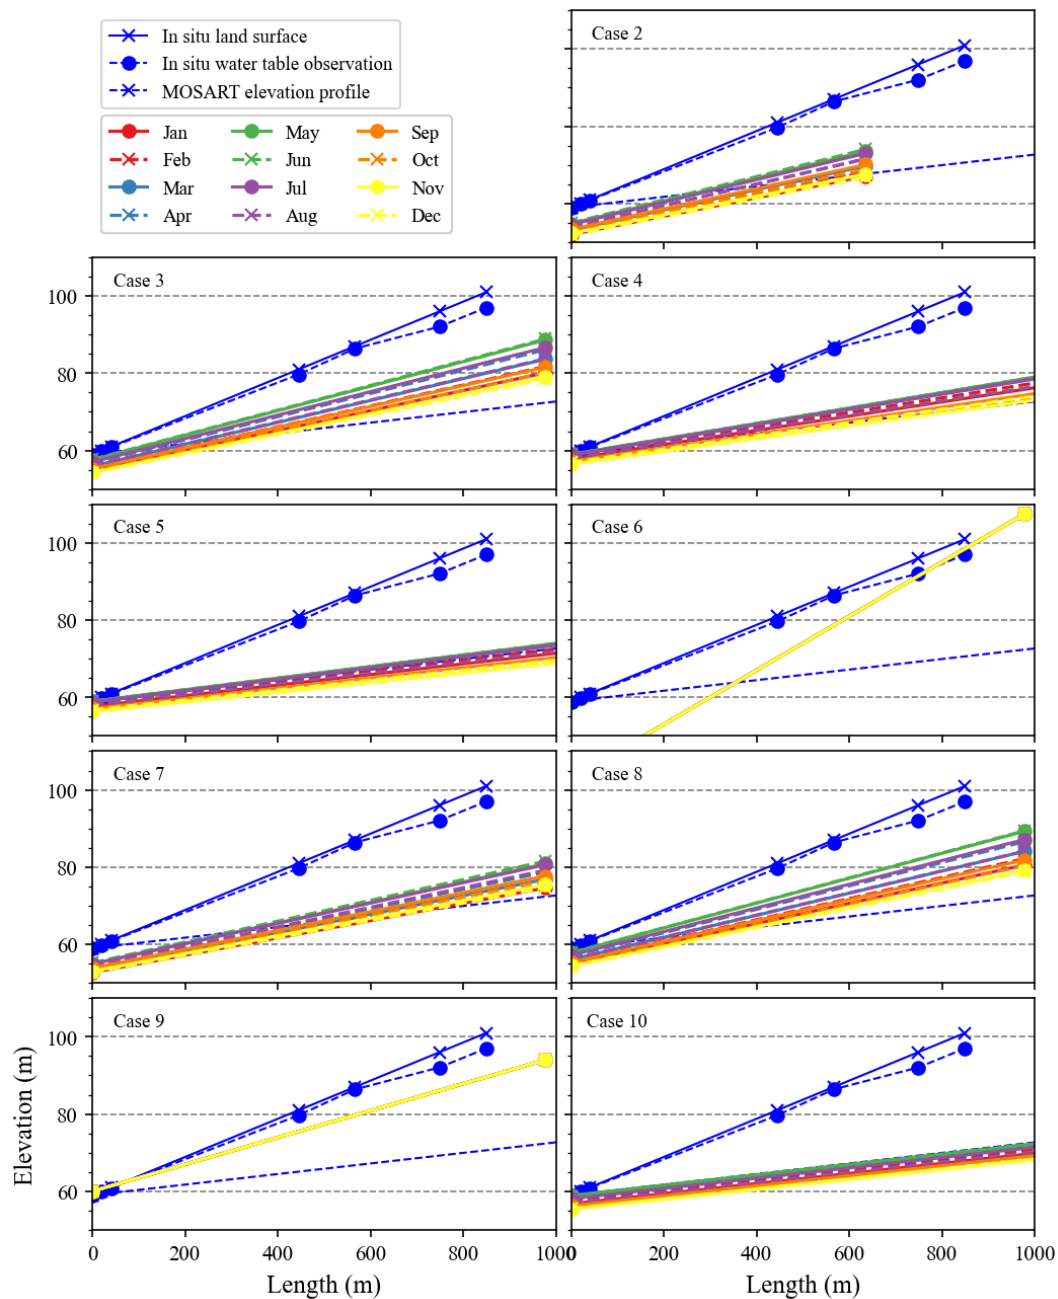 In situ land surface
In situ water table observation
MOSART elevation profile
Jan May Sep
Feb Jun Oct
Mar Jul Nov
Apr Aug Dec
Case 2
Case 3
100
80
60
Case 4
Case 5
100
80
60
Case 6
Case 7
100
80
60
Case 8
Case 9
100
80
60
Case 10
Elevation (m)
0 200 400 600 800 1000
0 200 400 600 800 1000
Length (m)
Length (m)